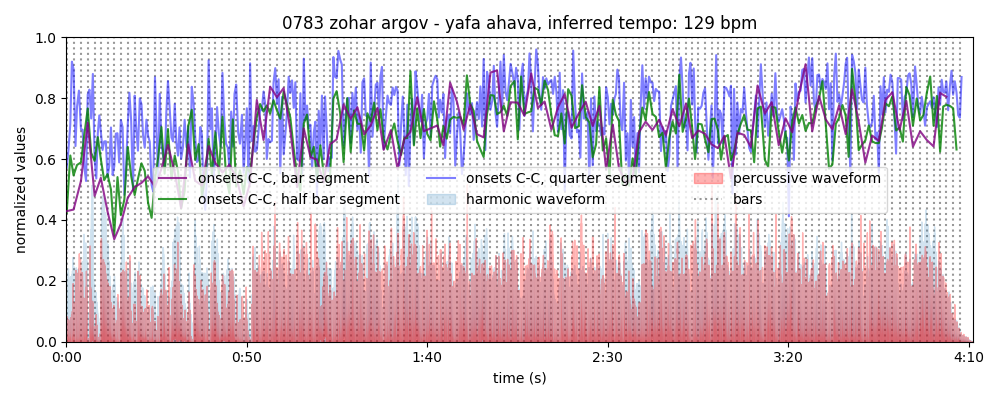 0783 zohar argov - yafa ahava, inferred tempo: 129 bpm
1.0
0.8
0.6
0.4
0.2
0.0
normalized values
onsets C-C, bar segment
onsets C-C, half bar segment
onsets C-C, quarter segment
harmonic waveform
percussive waveform
bars
0:00 0:50 1:40 2:30 3:20 4:10
time (s)